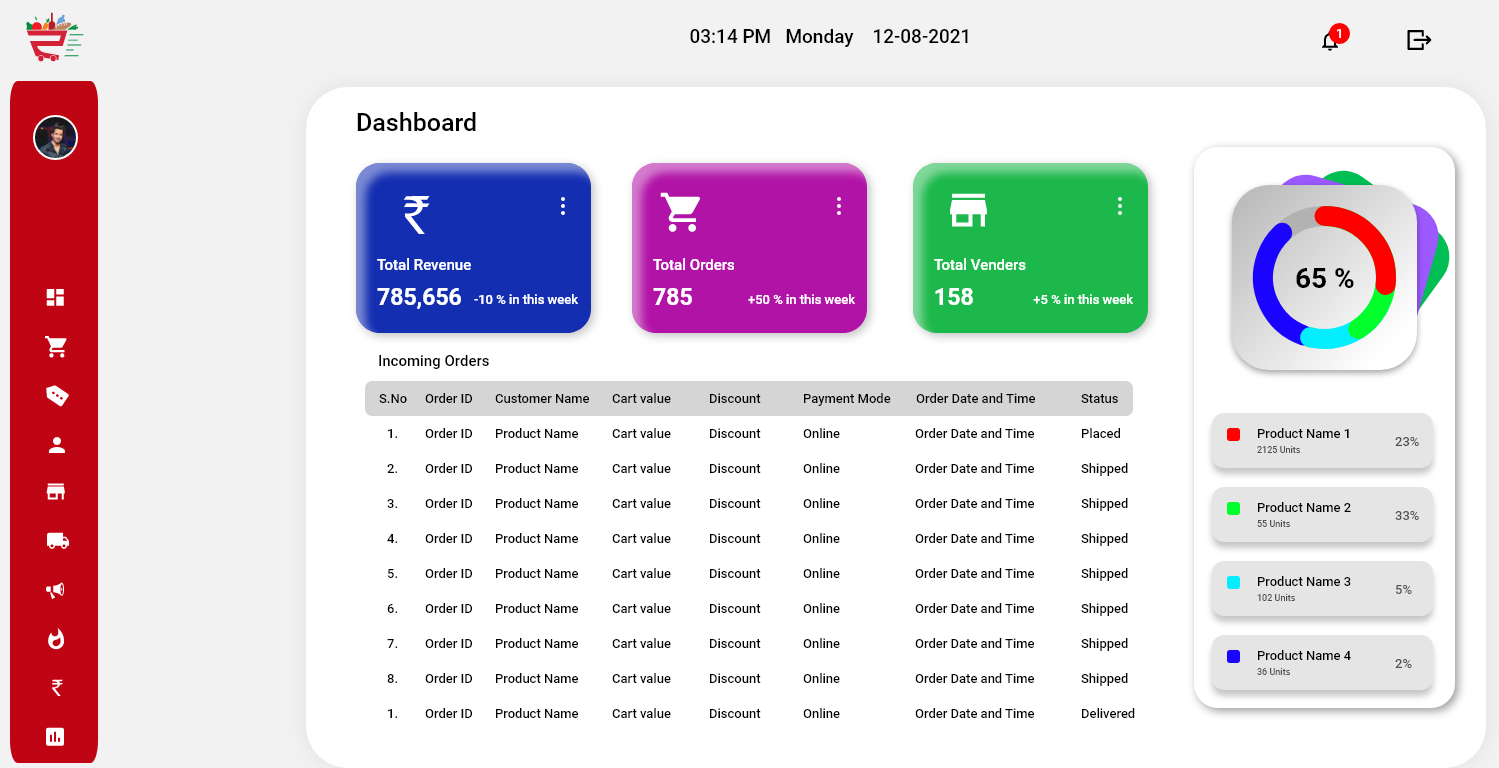 03:14 PM Monday 12-08-2021
1
Dashboard
Total Revenue
785,656 -10 % in this week
Total Orders
785 +50 % in this week
Total Venders
158 +5 % in this week
65 %
Incoming Orders
S.No Order ID Customer Name Cart value Discount Payment Mode Order Date and Time Status
1. Order ID Product Name Cart value Discount Online Order Date and Time Placed
2. Order ID Product Name Cart value Discount Online Order Date and Time Shipped
3. Order ID Product Name Cart value Discount Online Order Date and Time Shipped
4. Order ID Product Name Cart value Discount Online Order Date and Time Shipped
5. Order ID Product Name Cart value Discount Online Order Date and Time Shipped
6. Order ID Product Name Cart value Discount Online Order Date and Time Shipped
7. Order ID Product Name Cart value Discount Online Order Date and Time Shipped
8. Order ID Product Name Cart value Discount Online Order Date and Time Shipped
1. Order ID Product Name Cart value Discount Online Order Date and Time Delivered
Product Name 1
2125 Units
23%
Product Name 2
55 Units
33%
Product Name 3
102 Units
5%
Product Name 4
36 Units
2%